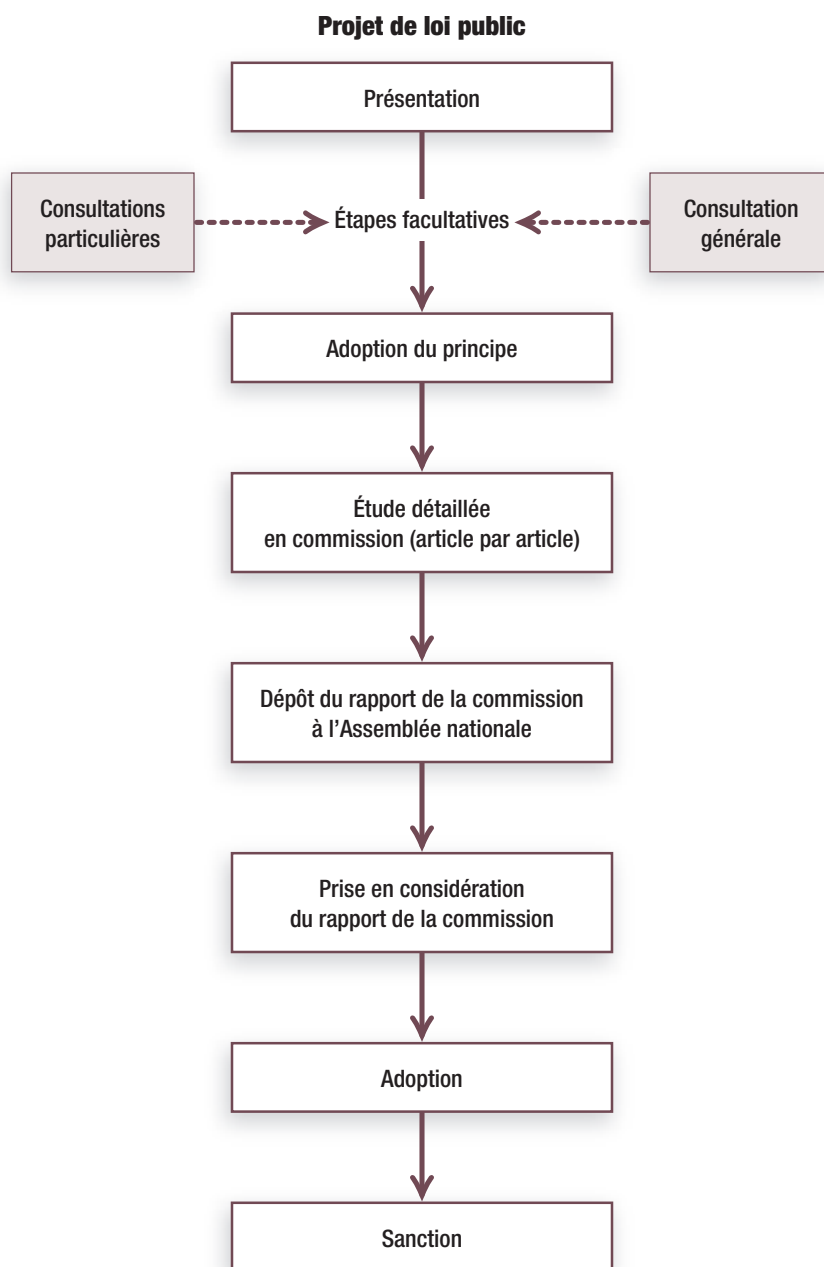 Projet de loi public
Présentation
Consultations
particulières
Étapes facultatives
Consultation
générale
Adoption du principe
Étude détaillée
en commission (article par article)
Dépôt du rapport de la commission
à l’Assemblée nationale
Prise en considération
du rapport de la commission
Adoption
Sanction